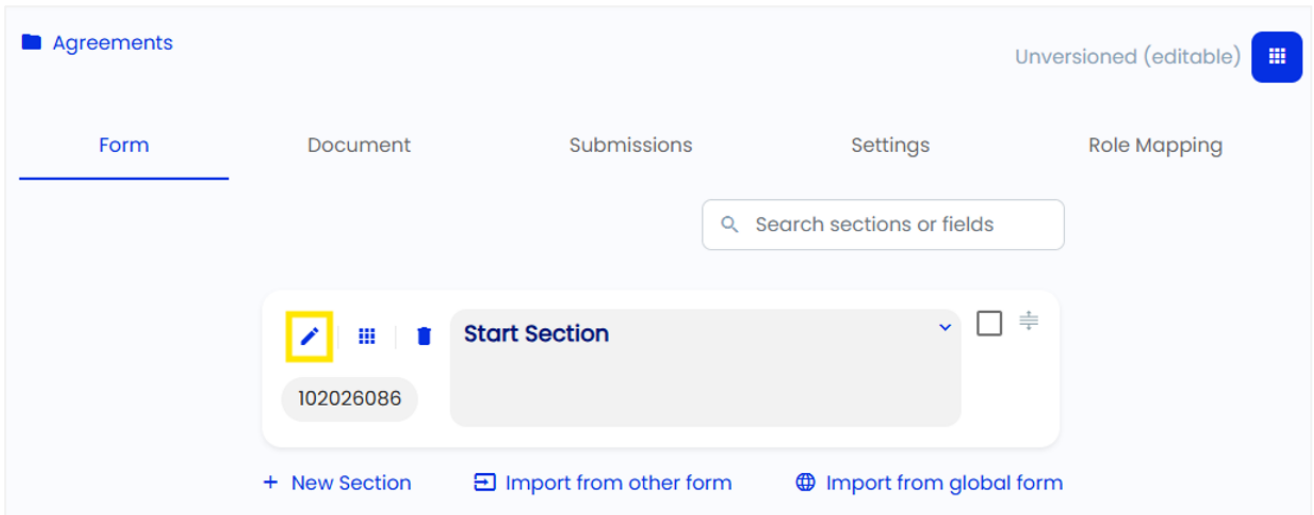 Agreements
Unversioned (editable)
Form Document Submissions Settings Role Mapping
Search sections or fields
Start Section
102026086
+ New Section Import from other form Import from global form